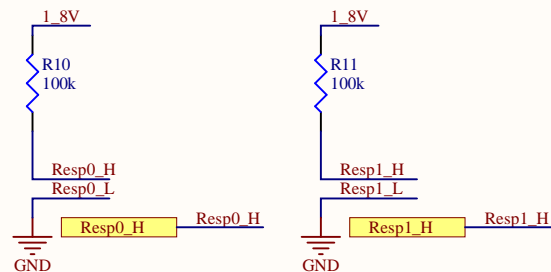 1_8V
R10
100k
Resp0_H
Resp0_L
Resp0_H
Resp0_H
GND
1_8V
R11
100k
Resp1_H
Resp1_L
Resp1_H
Resp1_H
GND